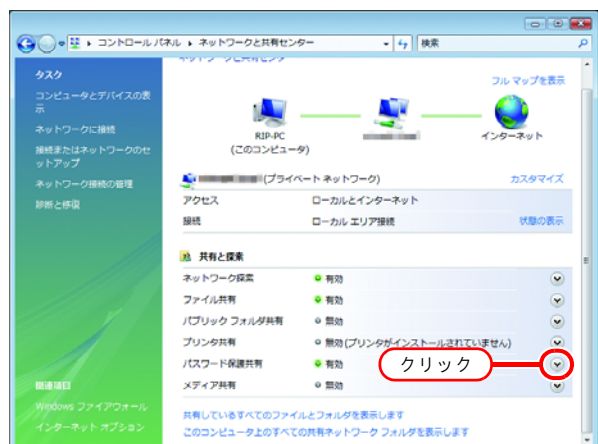 コントロール パネル ▸ ネットワークと共有センター
検索
タスク
コンピュータとデバイスの表
示
ネットワークに接続
接続またはネットワークのセ
ットアップ
ネットワーク接続の管理
診断と修復
関連項目
Windows ファイアウォール
インターネット オプション
ネットワークと共有センター
フル マップを表示
RIP-PC
(このコンピュータ)
インターネット
(プライベート ネットワーク)
カスタマイズ
アクセス ローカルとインターネット
接続 ローカル エリア接続 状態の表示
共有と探索
ネットワーク探索 有効
ファイル共有 有効
パブリック フォルダ共有 無効
プリンタ共有 無効 (プリンタがインストールされていません)
パスワード保護共有 有効
クリック
メディア共有 無効
共有しているすべてのファイルとフォルダを表示します
このコンピュータ上のすべての共有ネットワーク フォルダを表示します